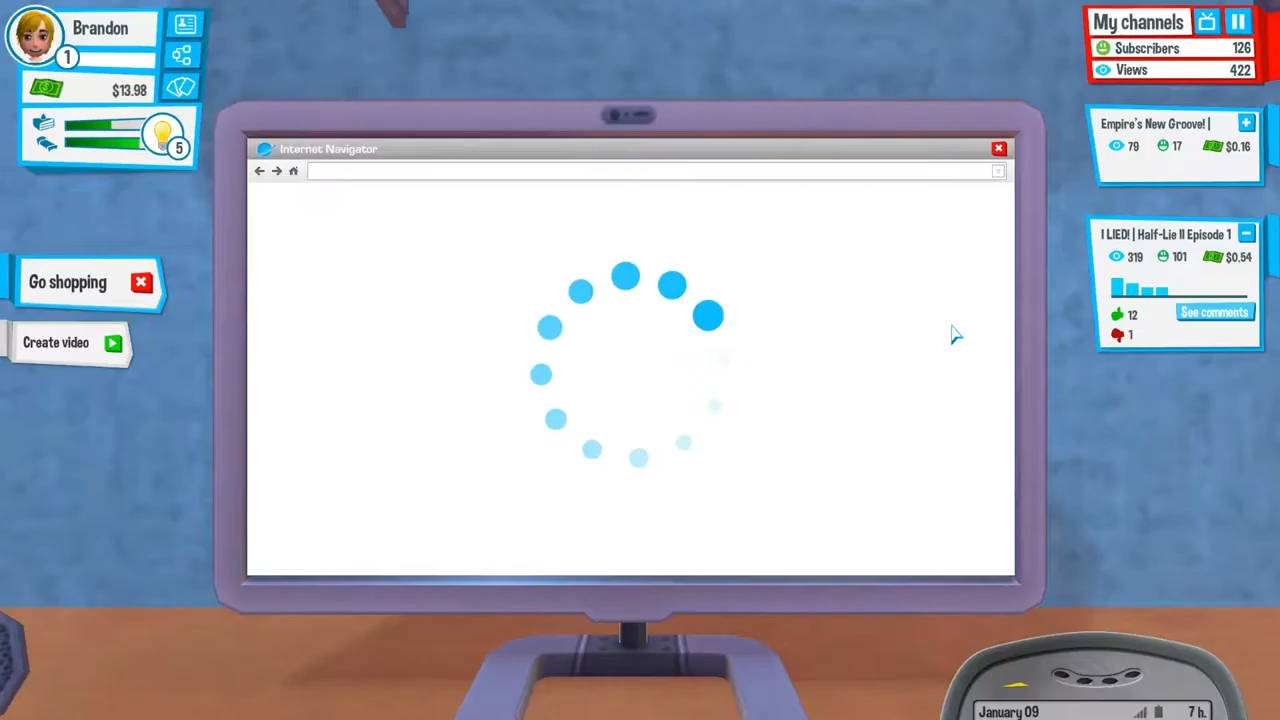 Brandon
1
$13.98
5
Go shopping
Create video
Internet Navigator
My channels
Subscribers 126
Views 422
Empire's New Groove! |
79 17 $0.16
I LIED! | Half-Lie II Episode 1
319 101 $0.54
12
See comments
1
January 09 7 h.